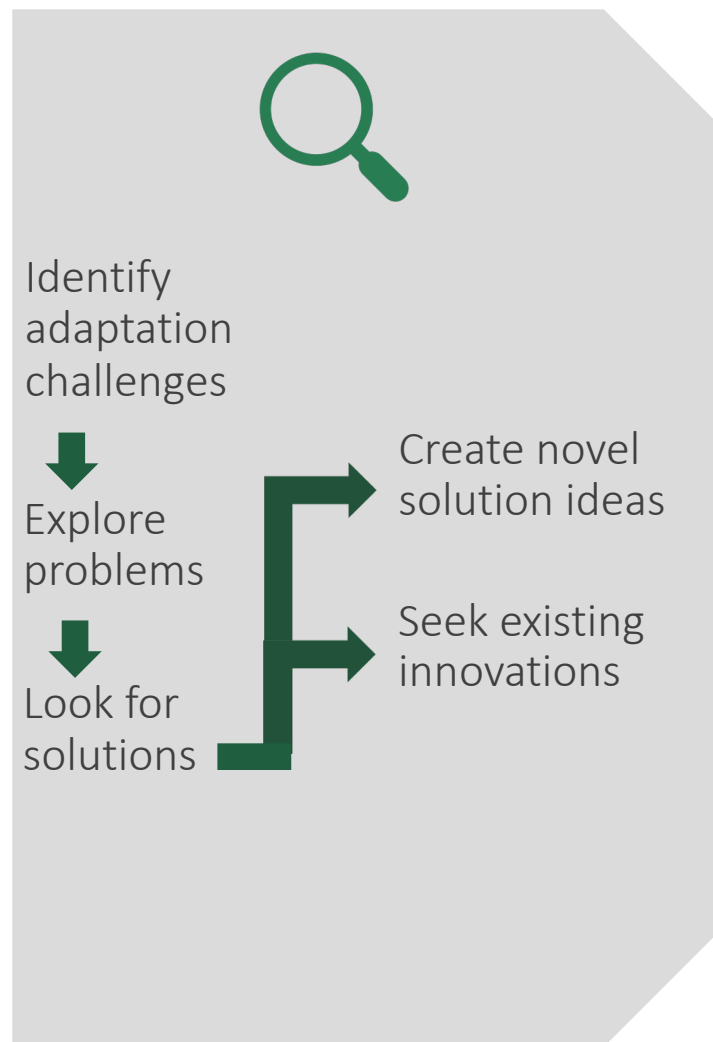 Identify
adaptation
challenges
Explore
problems
Look for
solutions
Create novel
solution ideas
Seek existing
innovations